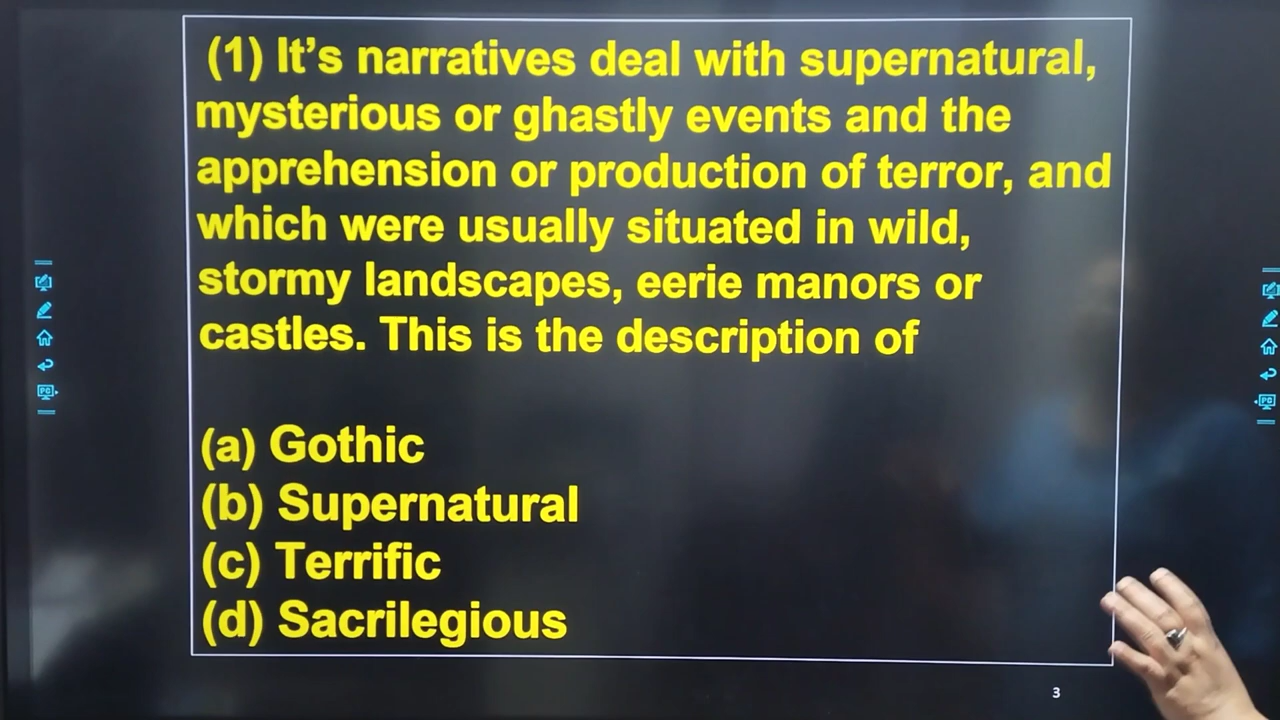 (1) It’s narratives deal with supernatural,
mysterious or ghastly events and the
apprehension or production of terror, and
which were usually situated in wild,
stormy landscapes, eerie manors or
castles. This is the description of
(a) Gothic
(b) Supernatural
(c) Terrific
(d) Sacrilegious
3
PC
PC